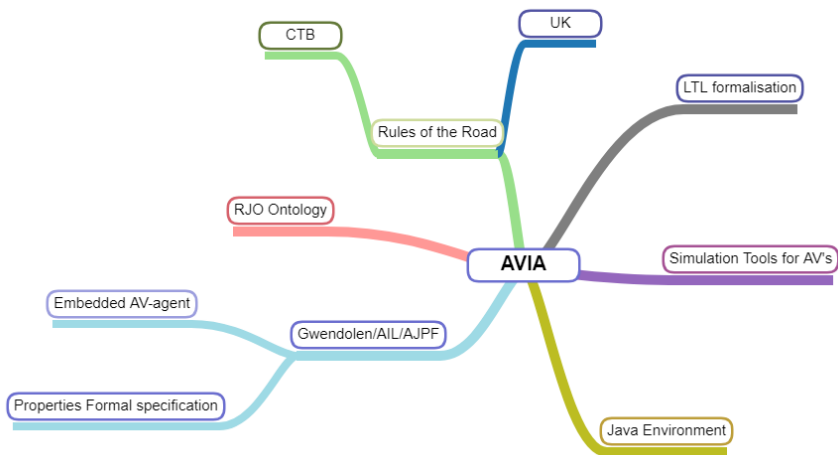 UK
CTB
LTL formalisation
Rules of the Road
RJO Ontology
AVIA
Simulation Tools for AV's
Embedded AV-agent
Gwendolen/AIL/AJPF
Properties Formal specification
Java Environment